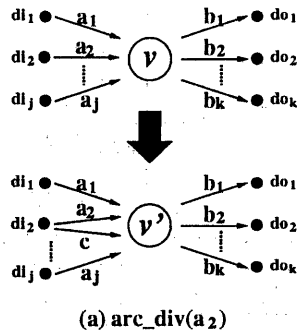 di₁ a₁ b₁ do₁
di₂ a₂ v b₂ do₂
diⱼ aⱼ bₖ doₖ
di₁ a₁ b₁ do₁
di₂ a₂ v' b₂ do₂
c
diⱼ aⱼ bₖ doₖ
(a) arc_div(a₂)